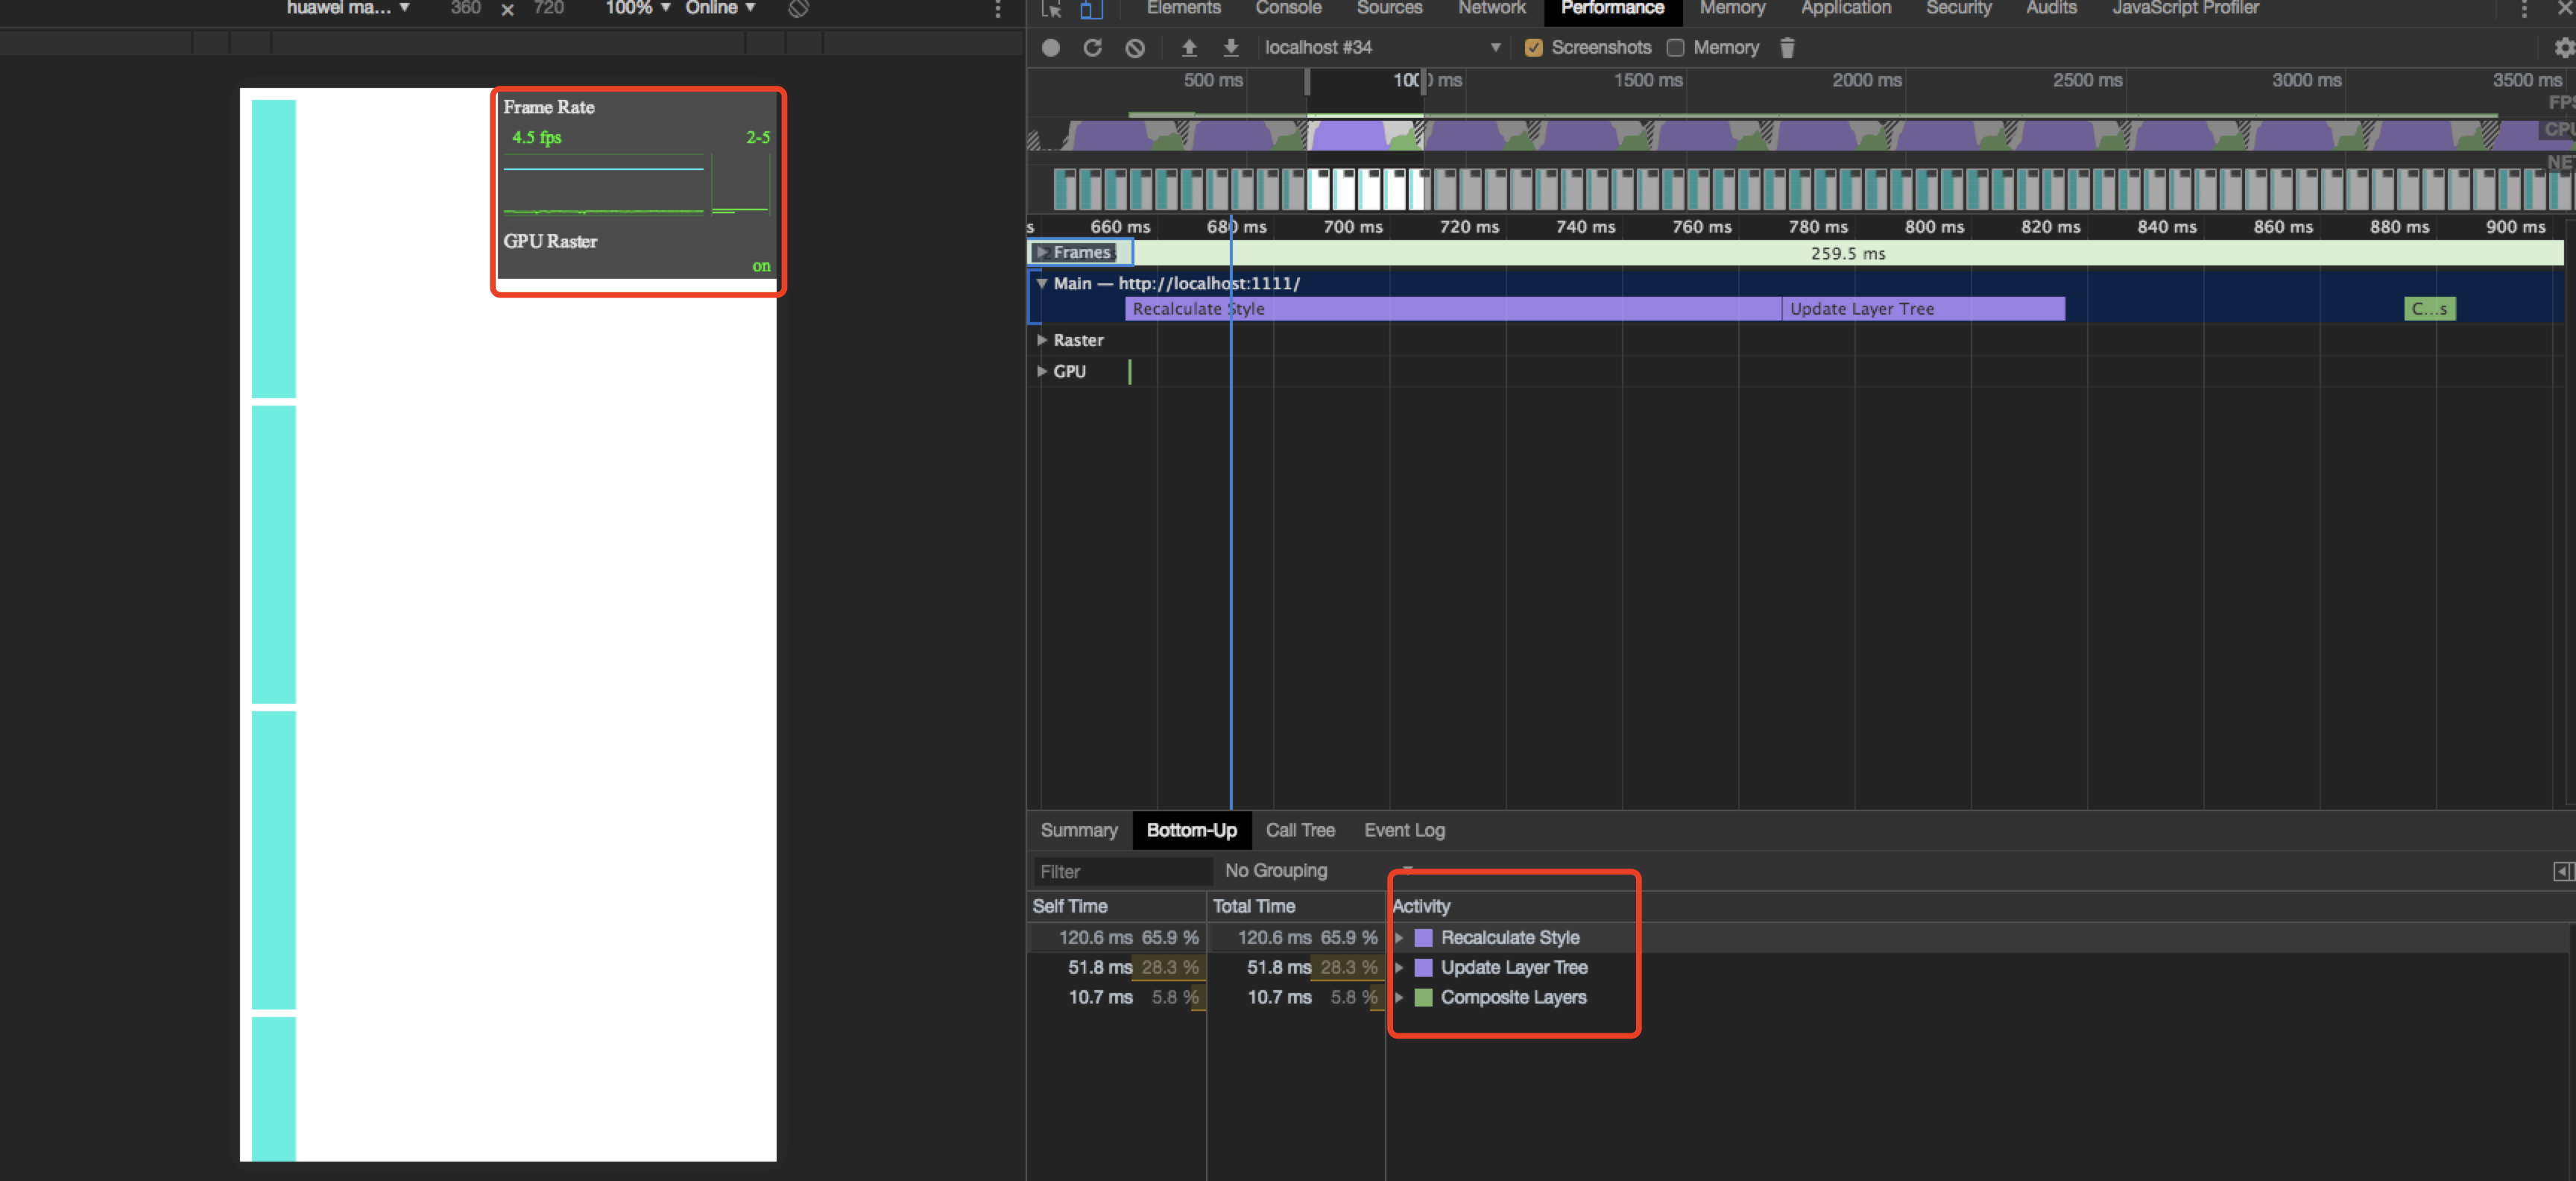 huawei ma... 360 × 720 100% Online
Elements Console Sources Network Performance Memory Application Security Audits JavaScript Profiler
localhost #34 Screenshots Memory
500 ms 1500 ms 2000 ms 2500 ms 3000 ms 3500 ms
FPS
CPU
NET
Frame Rate
4.5 fps 2-5
GPU Raster
on
660 ms 680 ms 700 ms 720 ms 740 ms 760 ms 780 ms 800 ms 820 ms 840 ms 860 ms 880 ms 900 ms
Frames 259.5 ms
Main — http://localhost:1111/
Recalculate Style Update Layer Tree C...s
Raster
GPU
Summary Bottom-Up Call Tree Event Log
Filter No Grouping
Self Time Total Time Activity
120.6 ms 65.9 % 120.6 ms 65.9 % Recalculate Style
51.8 ms 28.3 % 51.8 ms 28.3 % Update Layer Tree
10.7 ms 5.8 % 10.7 ms 5.8 % Composite Layers